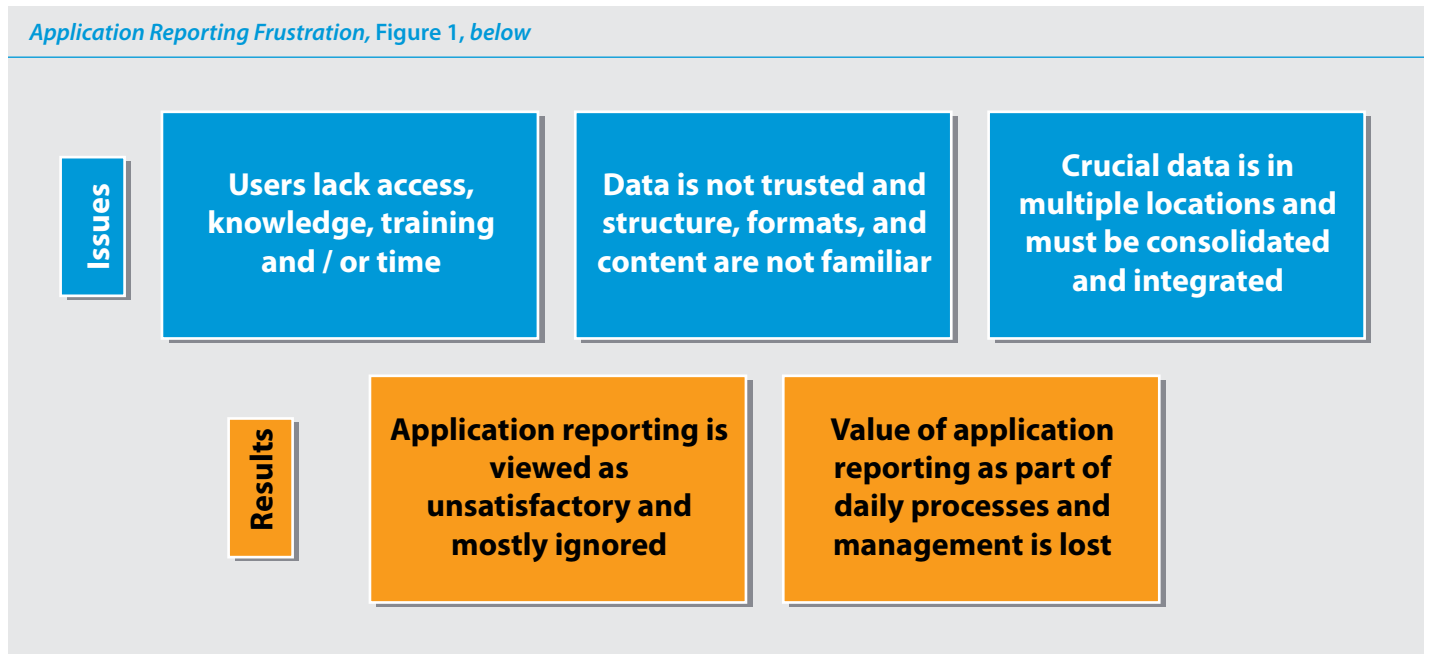 Application Reporting Frustration, Figure 1, below
Issues
Users lack access,
knowledge, training
and / or time
Data is not trusted and
structure, formats, and
content are not familiar
Crucial data is in
multiple locations and
must be consolidated
and integrated
Results
Application reporting is
viewed as
unsatisfactory and
mostly ignored
Value of application
reporting as part of
daily processes and
management is lost